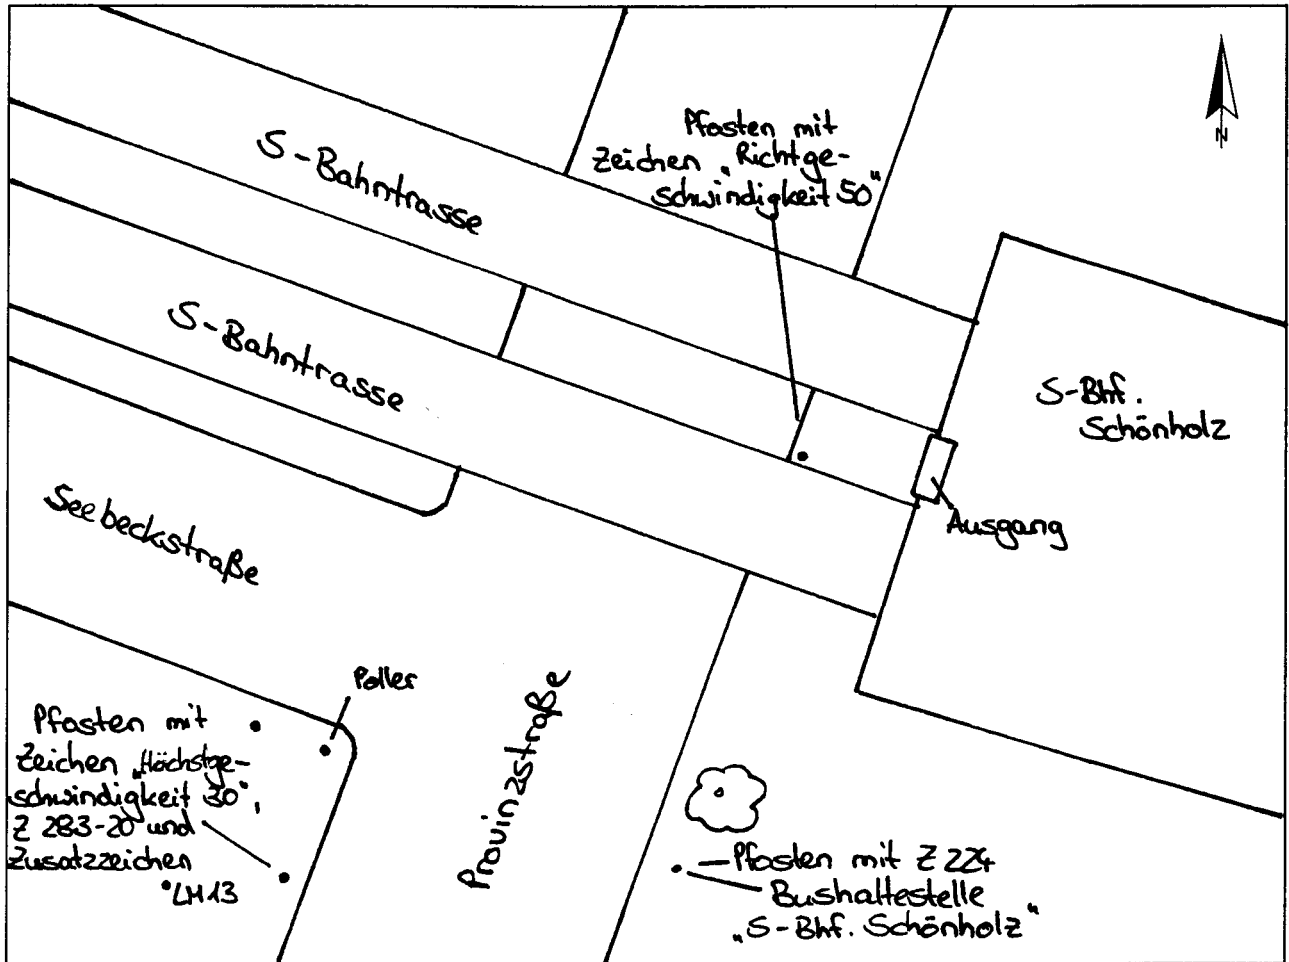 Pfosten mit
Zeichen „Richtge-
schwindigkeit 50“
N
S-Bahntrasse
S-Bahntrasse
S-Bhf.
Schönholz
Ausgang
Seebeckstraße
Poller
Pfosten mit
Zeichen „Höchstge-
schwindigkeit 30“,
Z 283-20 und
Zusatzzeichen
LM13
Provinzstraße
Pfosten mit Z 224
Bushaltestelle
„S-Bhf. Schönholz“